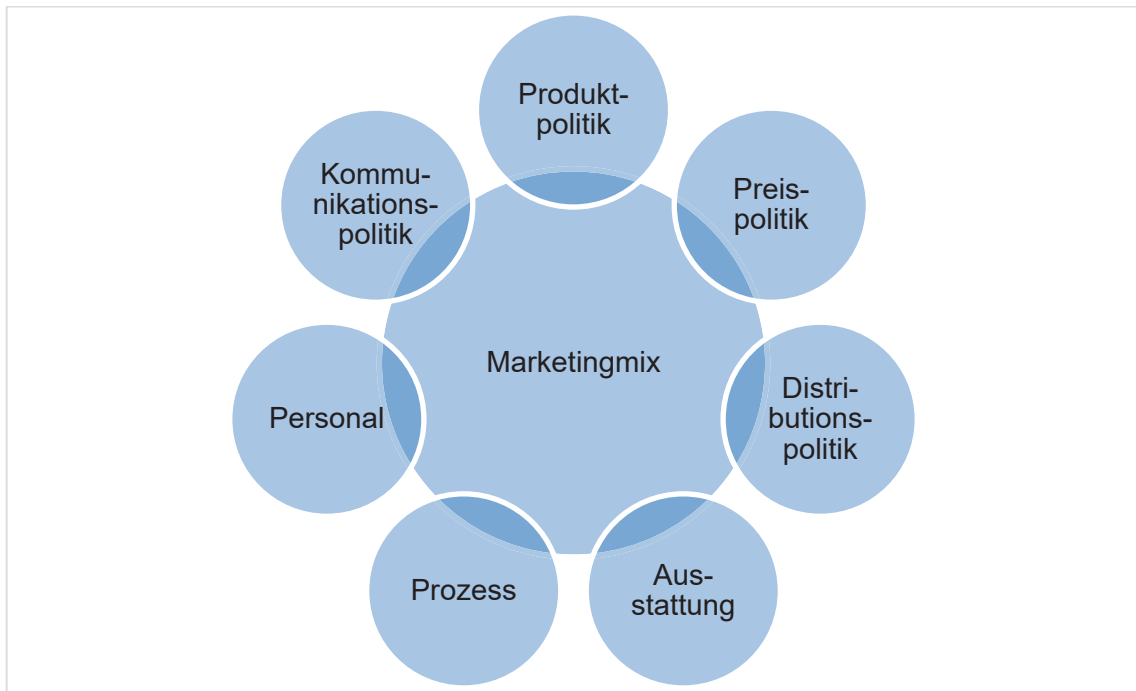 Produkt-
politik
Kommu-
nikations-
politik
Preis-
politik
Marketingmix
Personal
Distri-
butions-
politik
Prozess
Aus-
stattung